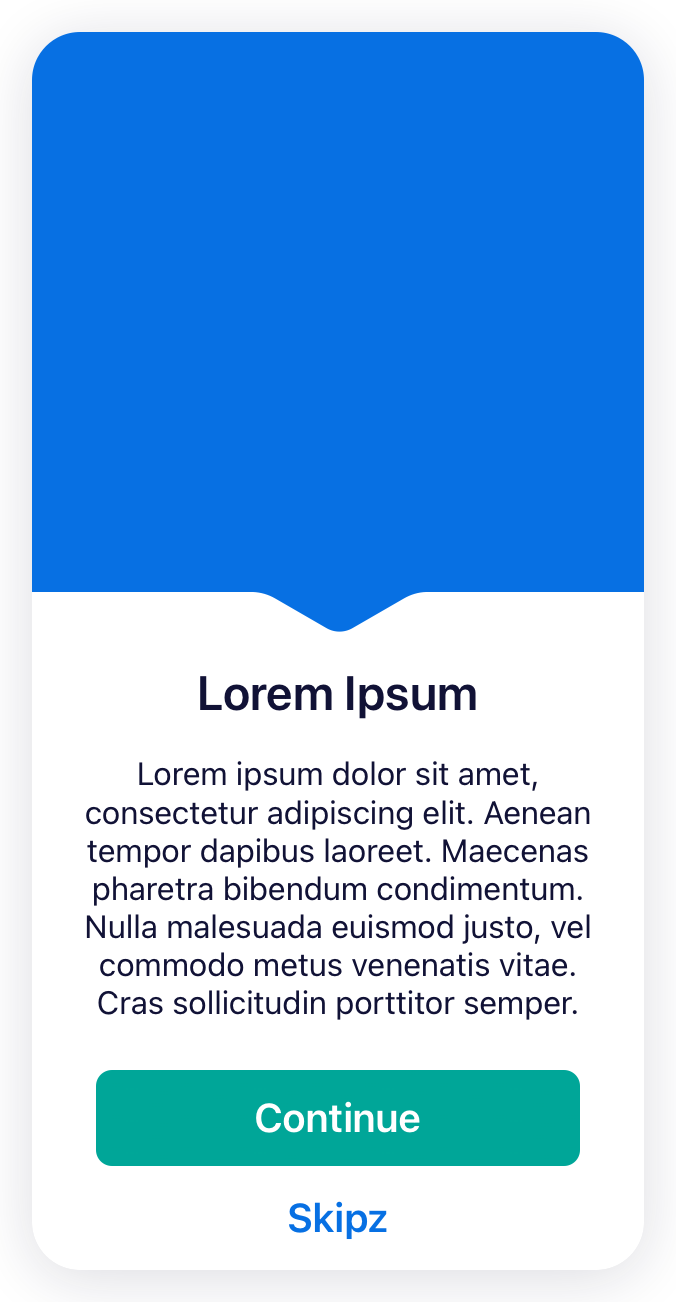 Lorem Ipsum
Lorem ipsum dolor sit amet,
consectetur adipiscing elit. Aenean
tempor dapibus laoreet. Maecenas
pharetra bibendum condimentum.
Nulla malesuada euismod justo, vel
commodo metus venenatis vitae.
Cras sollicitudin porttitor semper.
Continue
Skipz